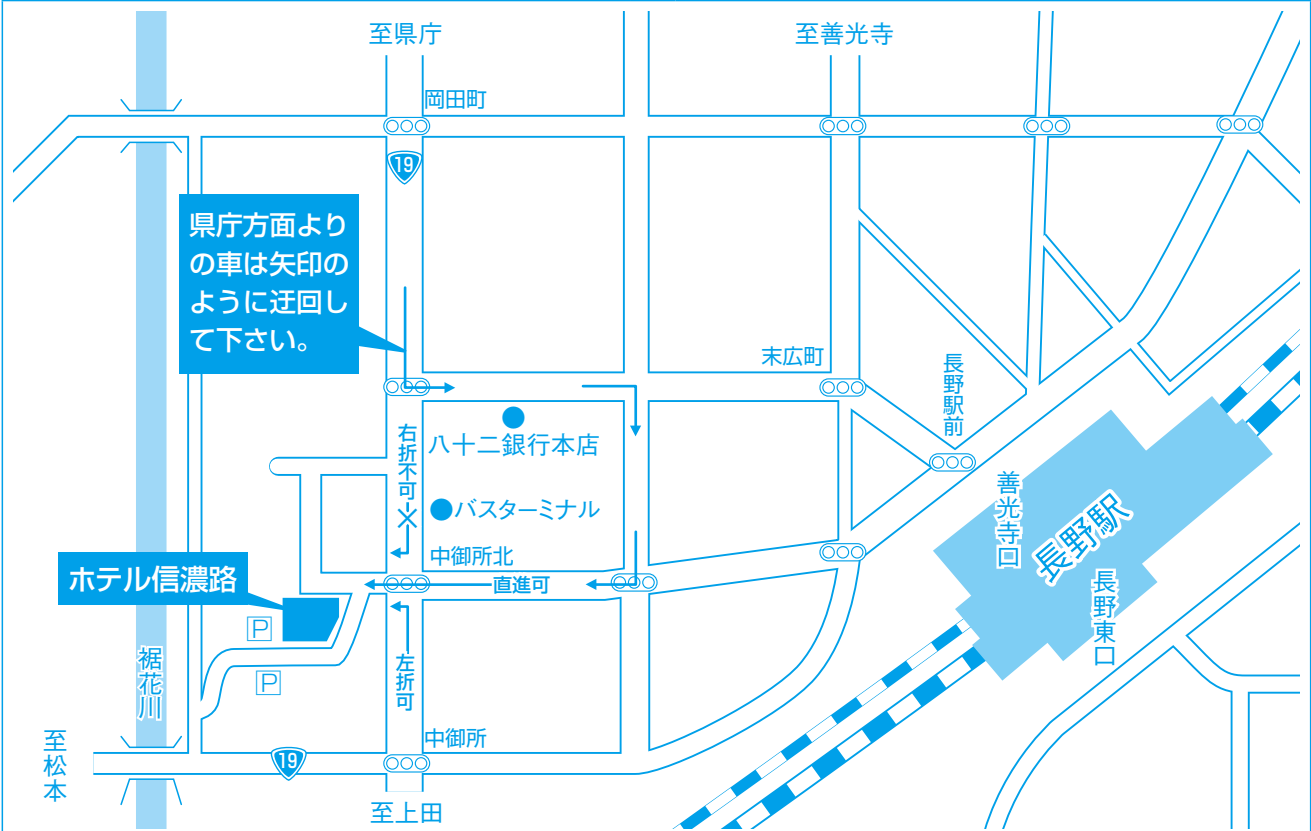 至県庁
至善光寺
岡田町
19
県庁方面より
の車は矢印の
ように迂回し
て下さい。
末広町
長野駅前
八十二銀行本店
右折不可
バスターミナル
善光寺口
長野駅
中御所北
直進可
ホテル信濃路
長野東口
P
裾花川
左折可
P
至松本
中御所
19
至上田